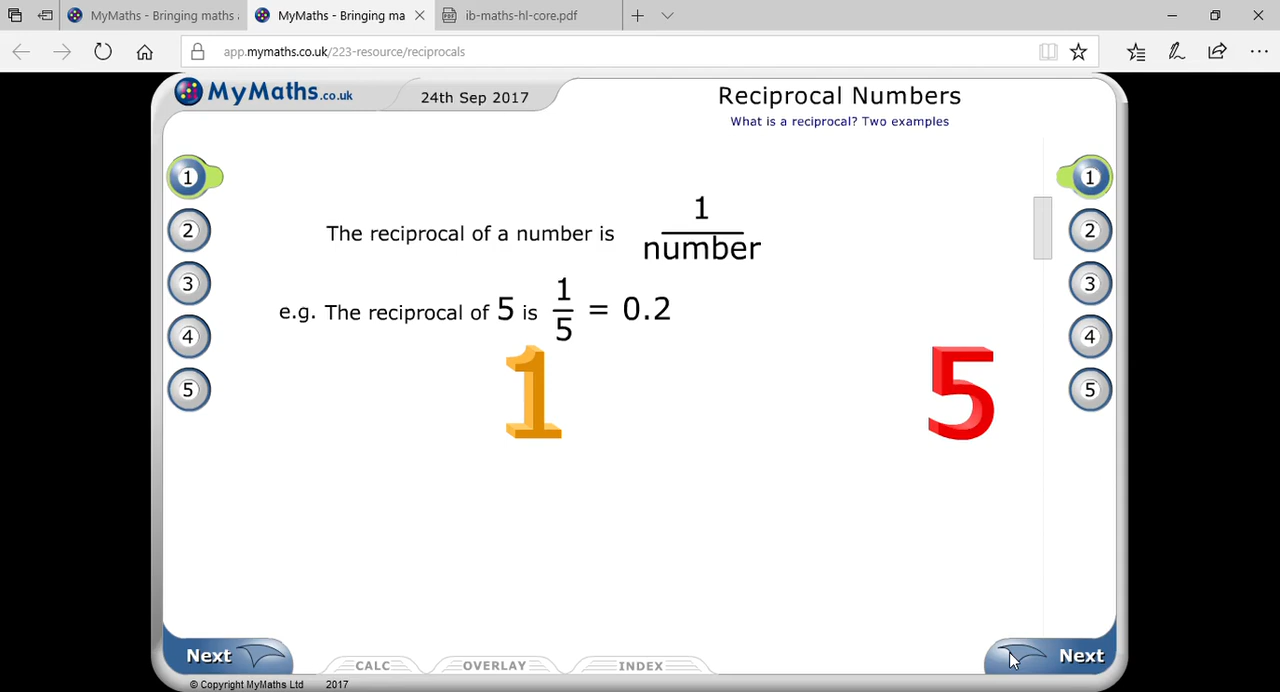 MyMaths - Bringing maths a
MyMaths - Bringing ma
ib-maths-hl-core.pdf
app.mymaths.co.uk/223-resource/reciprocals
MyMaths.co.uk
24th Sep 2017
Reciprocal Numbers
What is a reciprocal? Two examples
1 1
2 2
3 3
4 4
5 5
The reciprocal of a number is 1/number
e.g. The reciprocal of 5 is 1/5 = 0.2
1 5
Next CALC OVERLAY INDEX Next
© Copyright MyMaths Ltd 2017